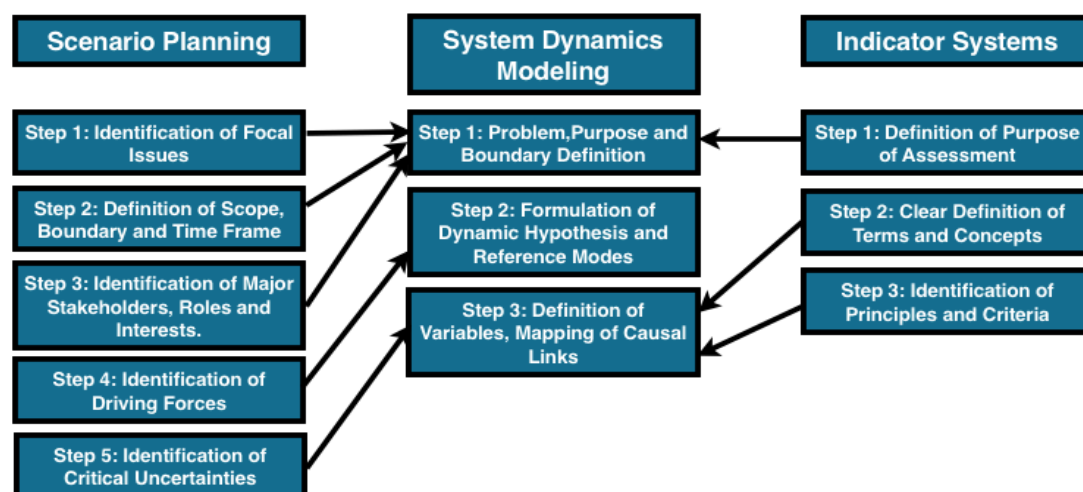 Scenario Planning
Step 1: Identification of Focal
Issues
Step 2: Definition of Scope,
Boundary and Time Frame
Step 3: Identification of Major
Stakeholders, Roles and
Interests.
Step 4: Identification of
Driving Forces
Step 5: Identification of
Critical Uncertainties
System Dynamics
Modeling
Step 1: Problem,Purpose and
Boundary Definition
Step 2: Formulation of
Dynamic Hypothesis and
Reference Modes
Step 3: Definition of
Variables, Mapping of Causal
Links
Indicator Systems
Step 1: Definition of Purpose
of Assessment
Step 2: Clear Definition of
Terms and Concepts
Step 3: Identification of
Principles and Criteria